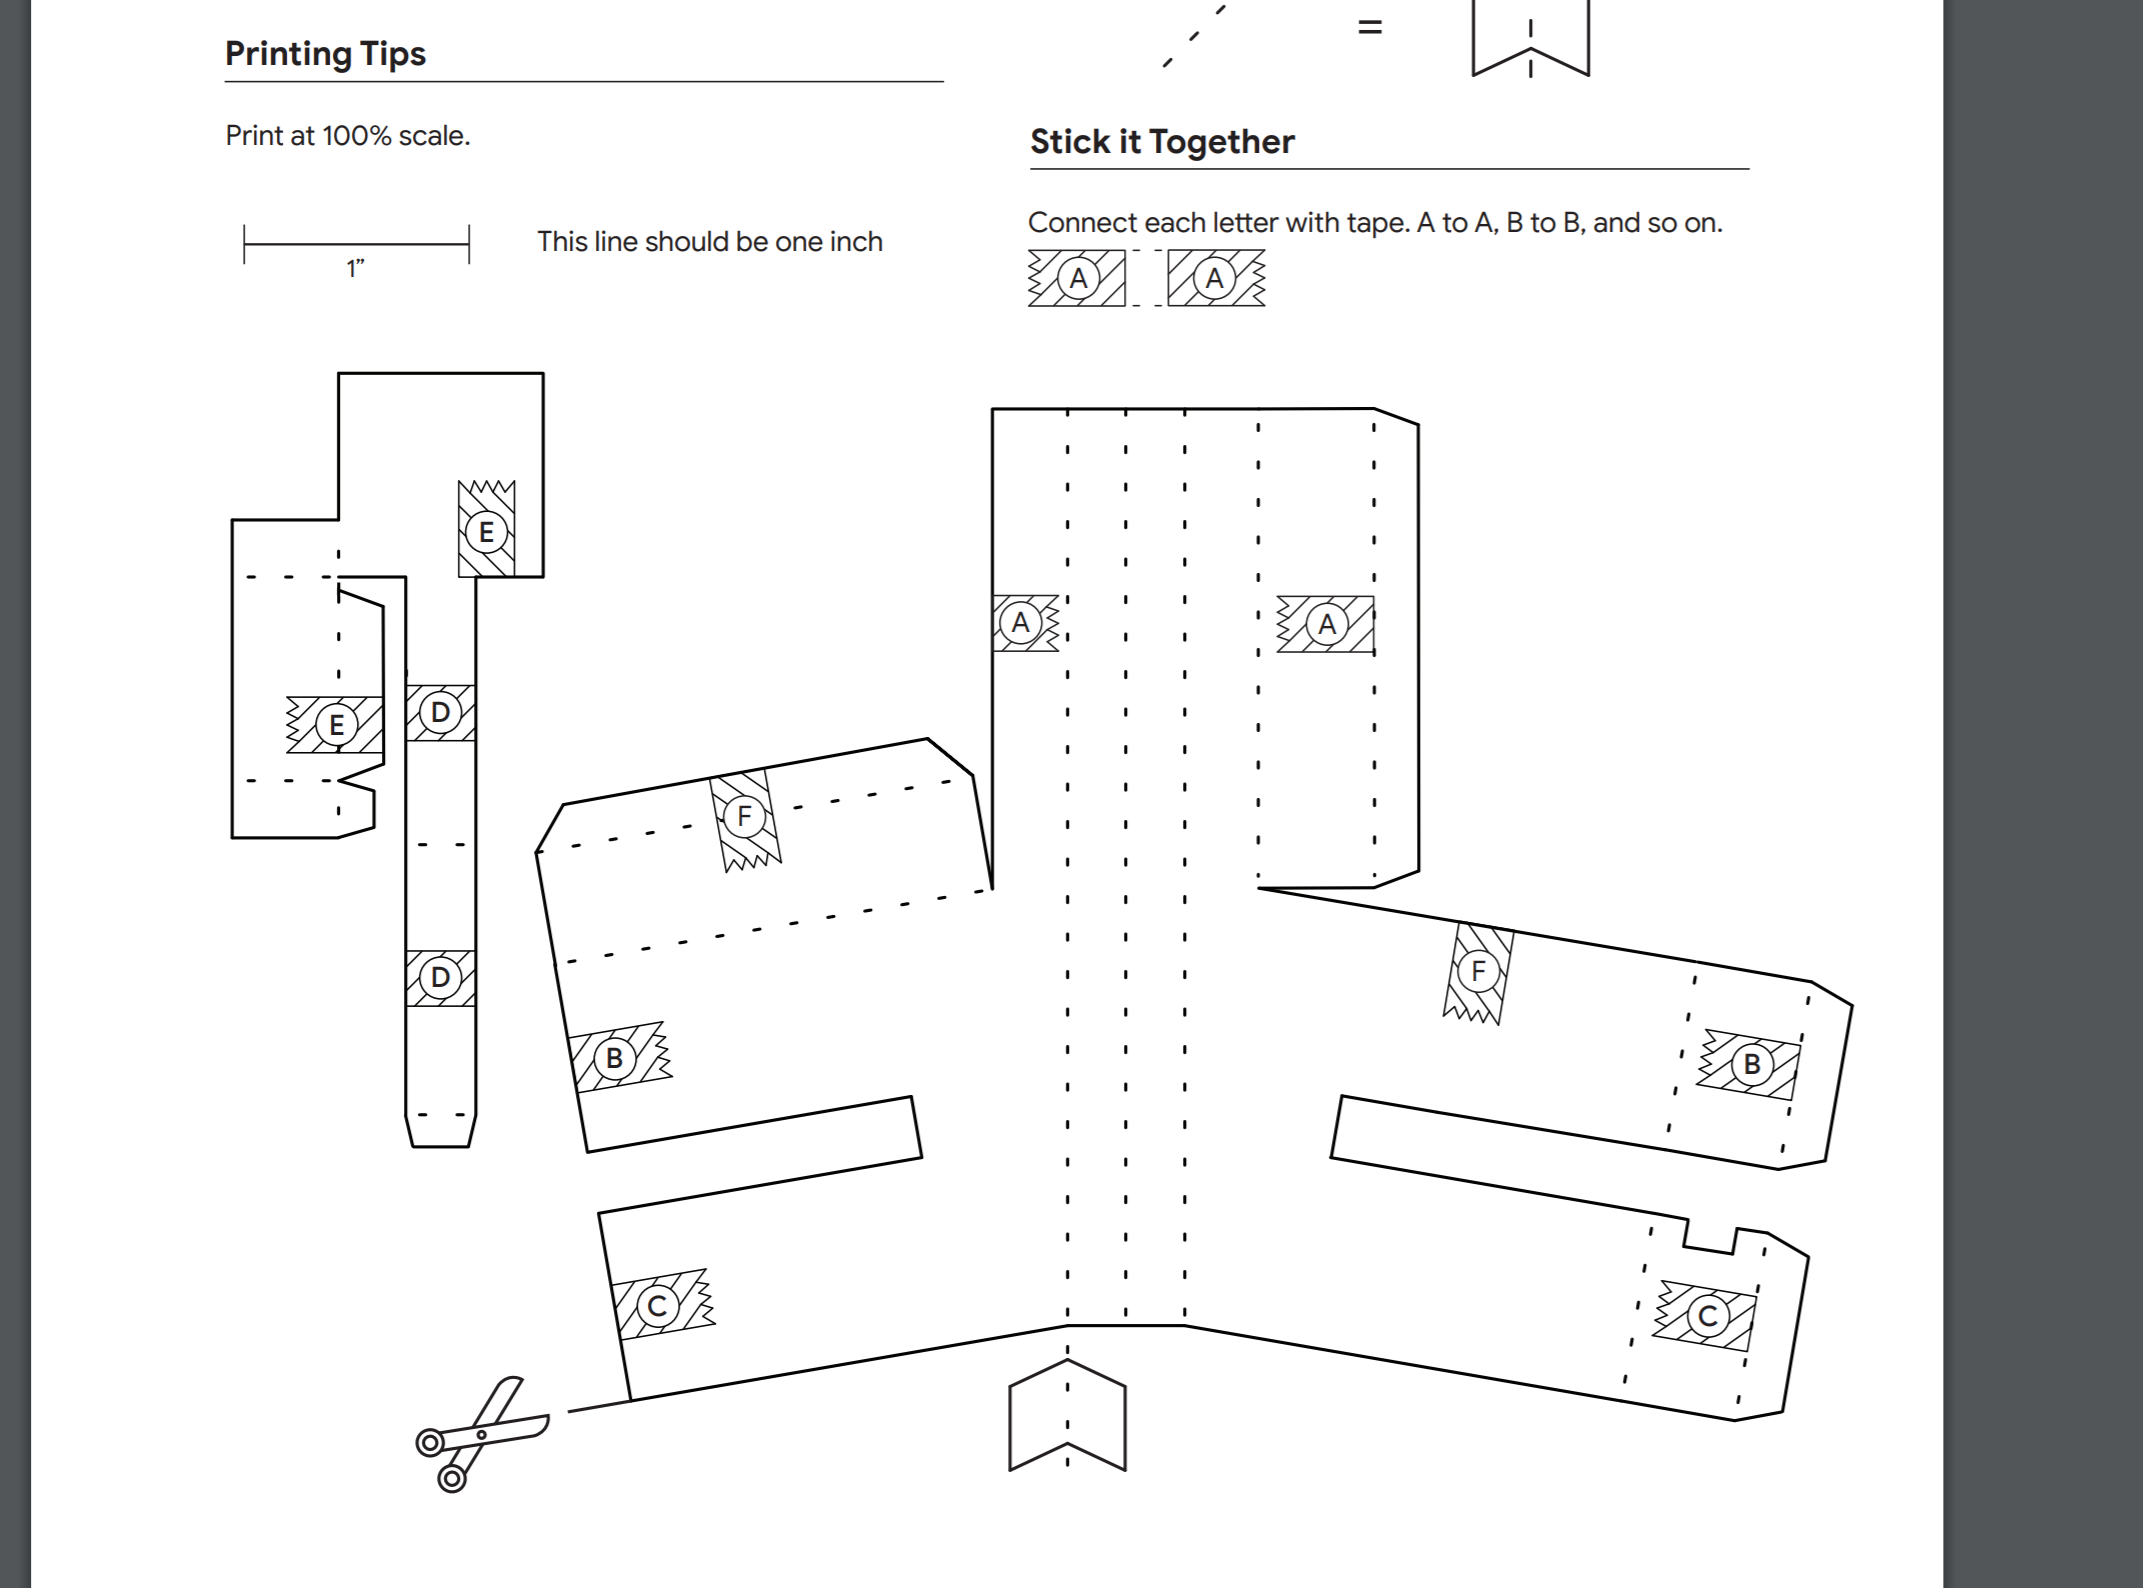 Printing Tips
Print at 100% scale.
1”
This line should be one inch
=
Stick it Together
Connect each letter with tape. A to A, B to B, and so on.
A A
E
A A
E D
F
F
D
B B
C C